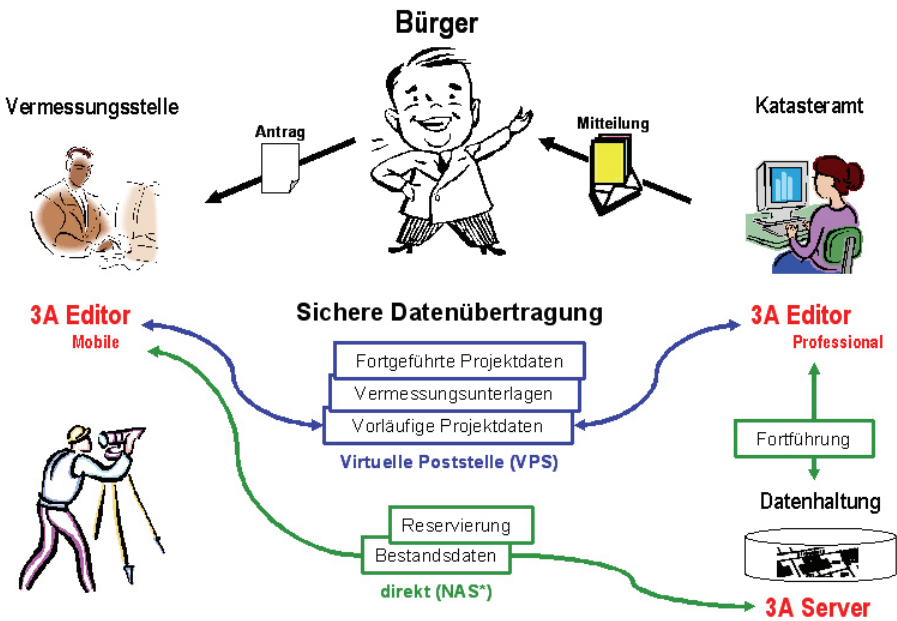 Bürger
Vermessungsstelle
Katasteramt
Antrag
Mitteilung
3A Editor
Mobile
Sichere Datenübertragung
3A Editor
Professional
Fortgeführte Projektdaten
Vermessungsunterlagen
Vorläufige Projektdaten
Virtuelle Poststelle (VPS)
Fortführung
Datenhaltung
Reservierung
Bestandsdaten
direkt (NAS*)
3A Server